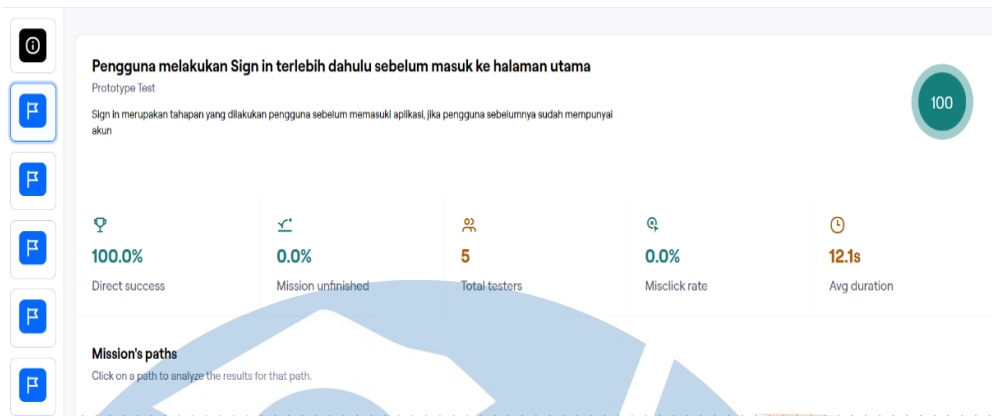 Pengguna melakukan Sign in terlebih dahulu sebelum masuk ke halaman utama
Prototype Test
Sign in merupakan tahapan yang dilakukan pengguna sebelum memasuki aplikasi, jika pengguna sebelumnya sudah mempunyai
akun
100
100.0%
Direct success
0.0%
Mission unfinished
5
Total testers
0.0%
Misclick rate
12.1s
Avg duration
Mission's paths
Click on a path to analyze the results for that path.